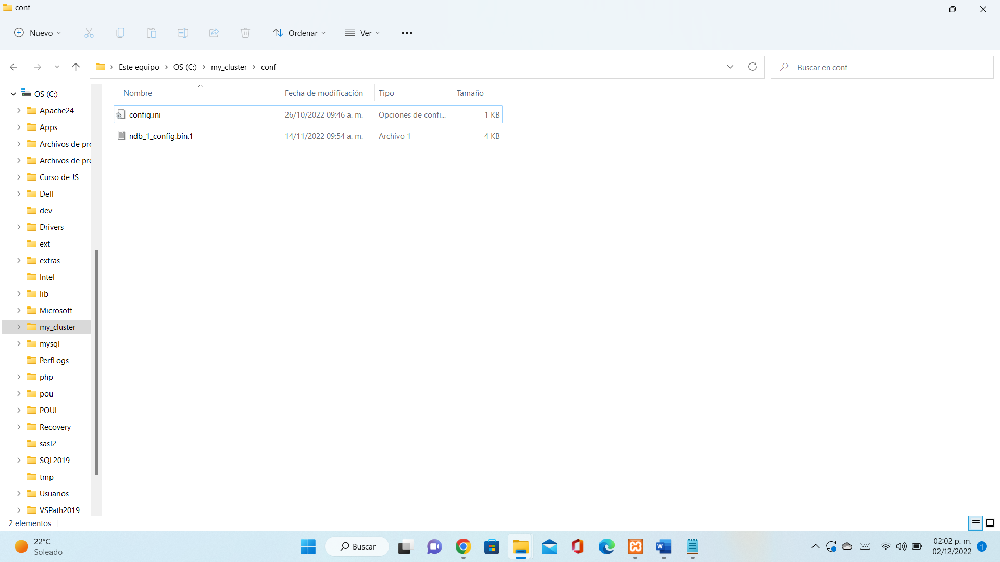 conf
Nuevo
Ordenar
Ver
Este equipo
OS (C:)
my_cluster
conf
Buscar en conf
OS (C:)
Apache24
Apps
Archivos de pro
Archivos de pro
Curso de JS
Dell
dev
Drivers
ext
extras
Intel
lib
Microsoft
my_cluster
mysql
PerfLogs
php
pou
POUL
Recovery
sasl2
SQL2019
tmp
Usuarios
VSPath2019
Nombre
Fecha de modificación
Tipo
Tamaño
config.ini
26/10/2022 09:46 a. m.
Opciones de confi...
1 KB
ndb_1_config.bin.1
14/11/2022 09:54 a. m.
Archivo 1
4 KB
2 elementos
22°C
Soleado
Buscar
02:02 p. m.
02/12/2022
1